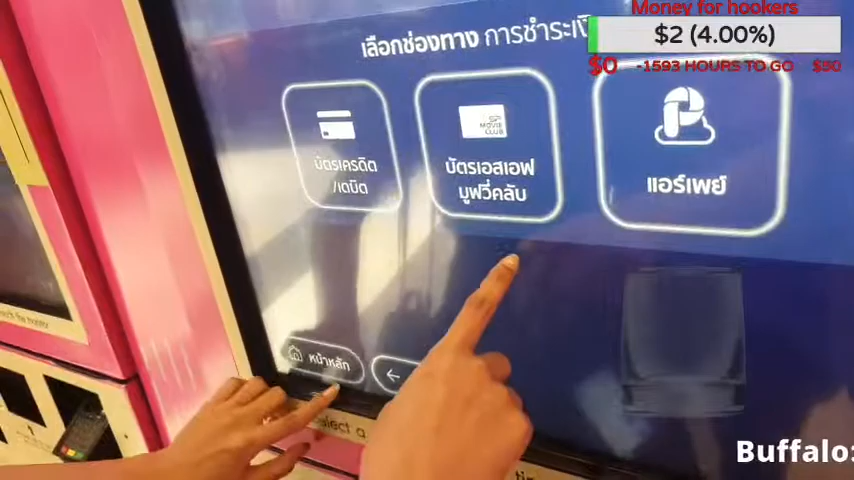 Money for hookers
$2 (4.00%)
$0 -1593 HOURS TO GO $50
เลือกช่องทาง การชำระเงิ
SF
MOVIE
CLUB
บัตรเครดิต
/เดบิต
บัตรเอสเอฟ
มูฟวี่คลับ
แอร์เพย์
หน้าหลัก
Buffalo: